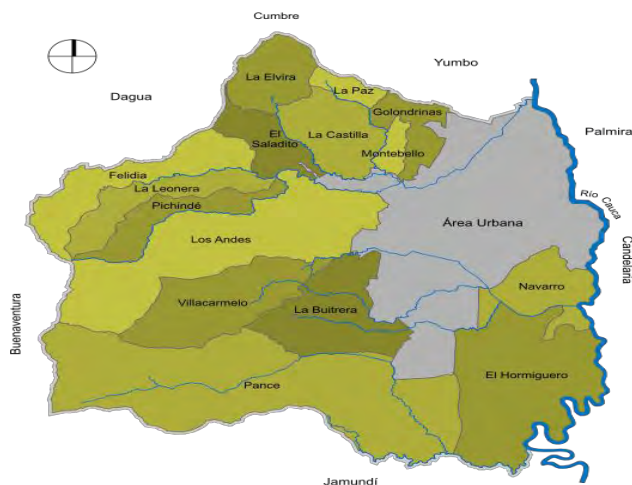 Cumbre
Yumbo
La Elvira
La Paz
Dagua
Golondrinas
Palmira
El
Saladito
La Castilla
Montebello
Felidia
La Leonera
Pichindé
Río Cauca
Área Urbana
Los Andes
Candelaria
Navarro
Villacarmelo
La Buitrera
Buenaventura
El Hormiguero
Pance
Jamundí